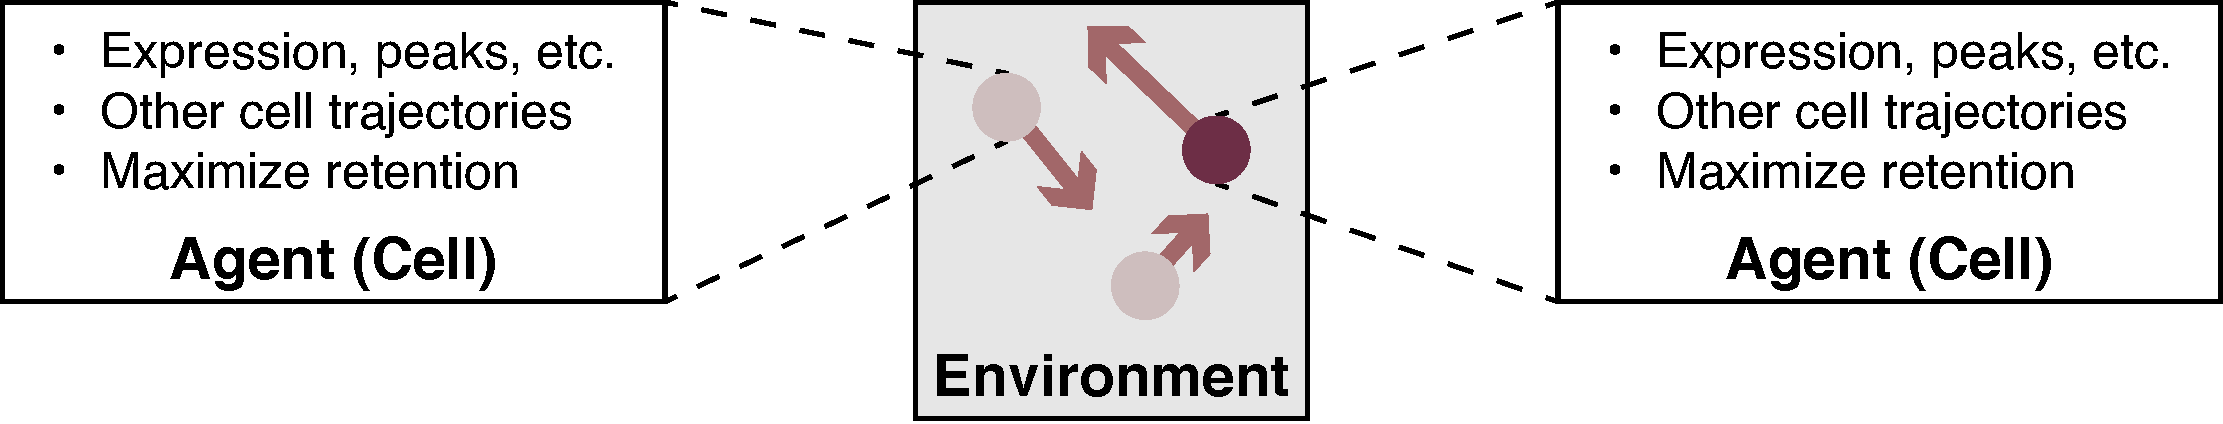 • Expression, peaks, etc.
• Other cell trajectories
• Maximize retention
Agent (Cell)
Environment
• Expression, peaks, etc.
• Other cell trajectories
• Maximize retention
Agent (Cell)